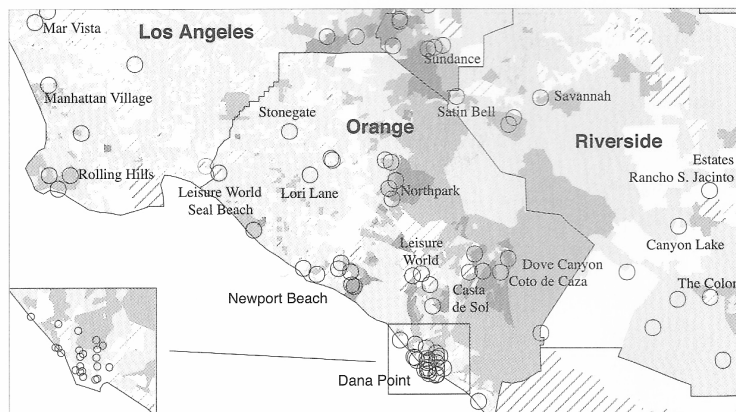 Mar Vista
Los Angeles
Sundance
Manhattan Village
Stonegate
Satin Bell
Savannah
Orange
Riverside
Rolling Hills
Leisure World
Seal Beach
Lori Lane
Northpark
Estates
Rancho S. Jacinto
Canyon Lake
Leisure
World
Dove Canyon
Coto de Caza
Casta
de Sol
Newport Beach
The Color
Dana Point